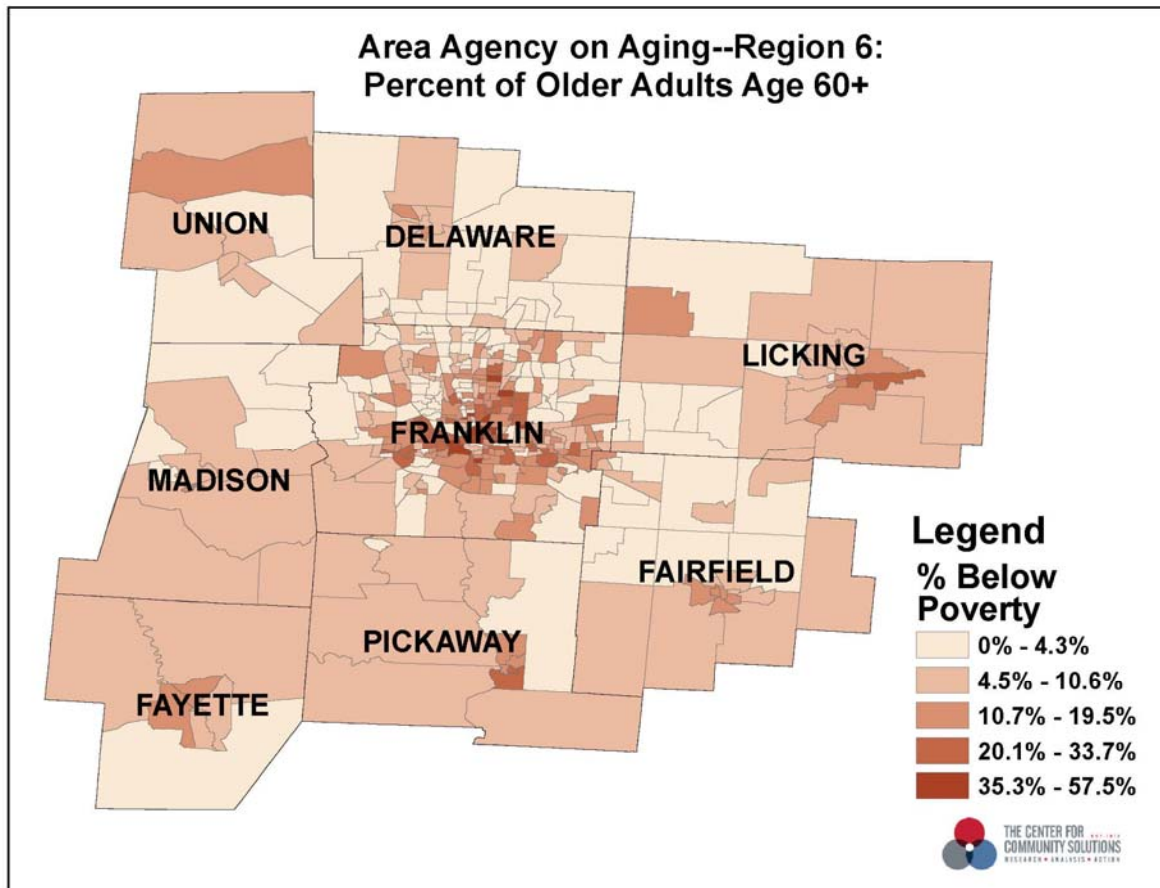 Area Agency on Aging--Region 6:
Percent of Older Adults Age 60+
UNION
DELAWARE
LICKING
FRANKLIN
MADISON
FAIRFIELD
PICKAWAY
FAYETTE
Legend
% Below
Poverty
0% - 4.3%
4.5% - 10.6%
10.7% - 19.5%
20.1% - 33.7%
35.3% - 57.5%
THE CENTER FOR
COMMUNITY SOLUTIONS
RESEARCH • ANALYSIS • ACTION